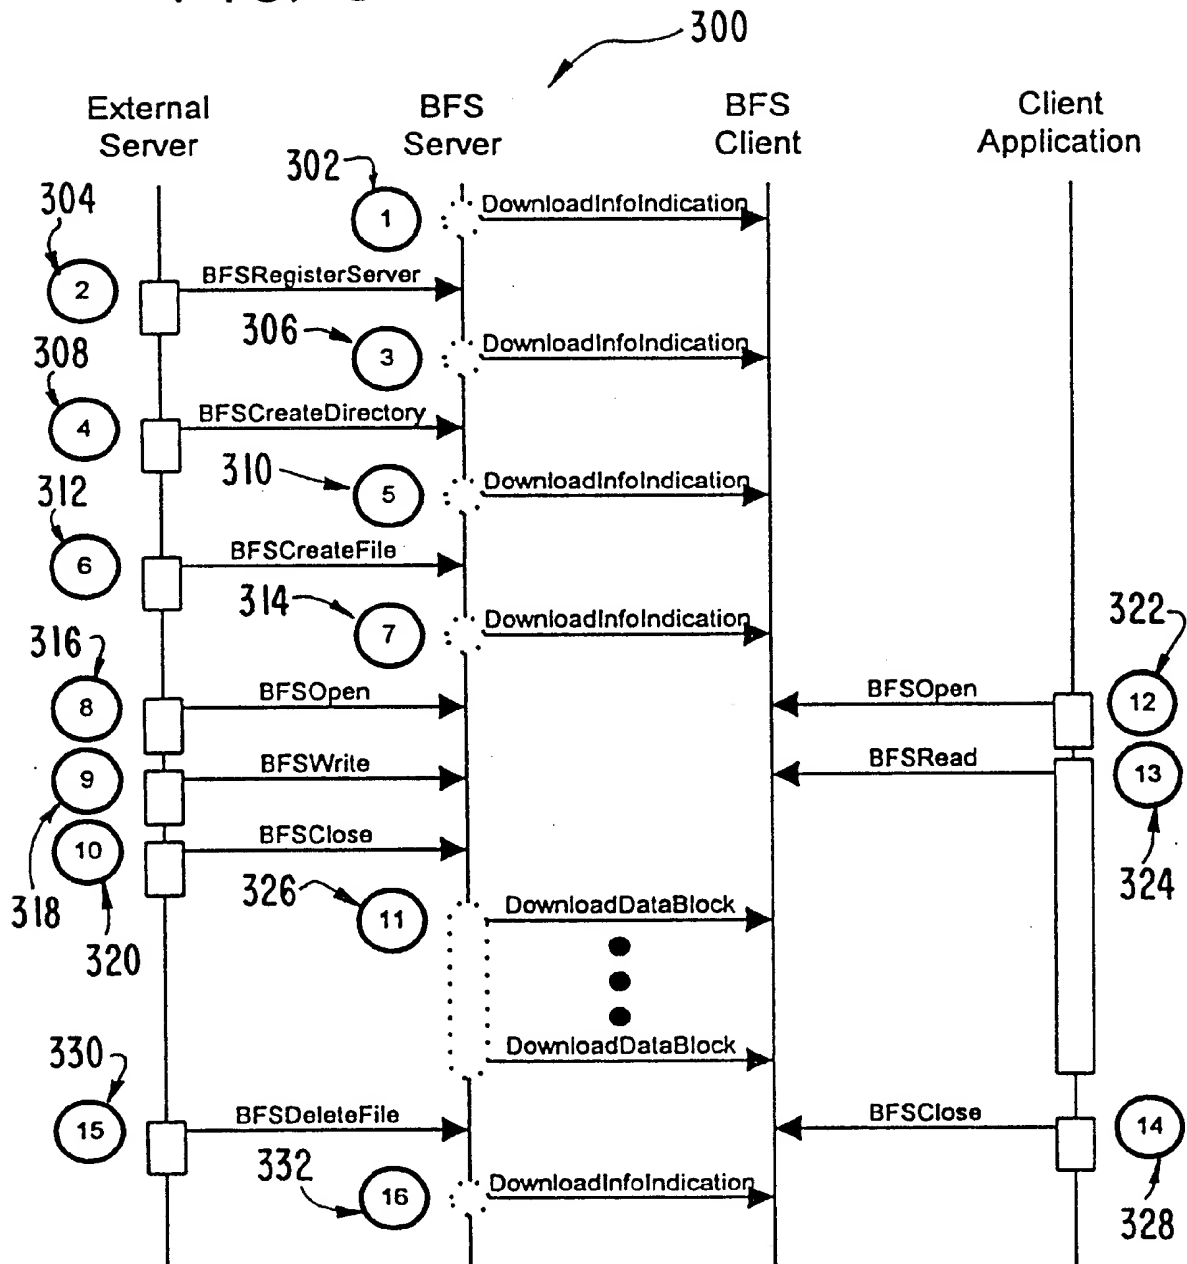 300
External Server
BFS Server
BFS Client
Client Application
302
1
DownloadInfoIndication
304
2
BFSRegisterServer
306
3
DownloadInfoIndication
308
4
BFSCreateDirectory
310
5
DownloadInfoIndication
312
6
BFSCreateFile
314
7
DownloadInfoIndication
316
8
BFSOpen
BFSOpen
322
12
318
9
BFSWrite
BFSRead
13
324
320
10
BFSClose
326
11
DownloadDataBlock
DownloadDataBlock
330
15
BFSDeleteFile
BFSClose
14
328
332
16
DownloadInfoIndication